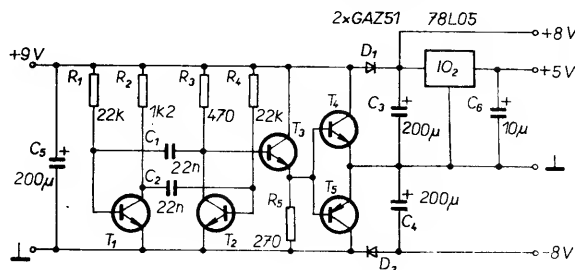 2xGAZ51 78L05
D1
+8V
+9V
R1 R2 R3 R4
IO2
+5V
22k 1k2 470 22k
C1
22n
C2
22n
T3
T4
C3
200µ
C6
10µ
C5
200µ
R5
270
T5
200µ
C4
T1 T2
D2
-8V